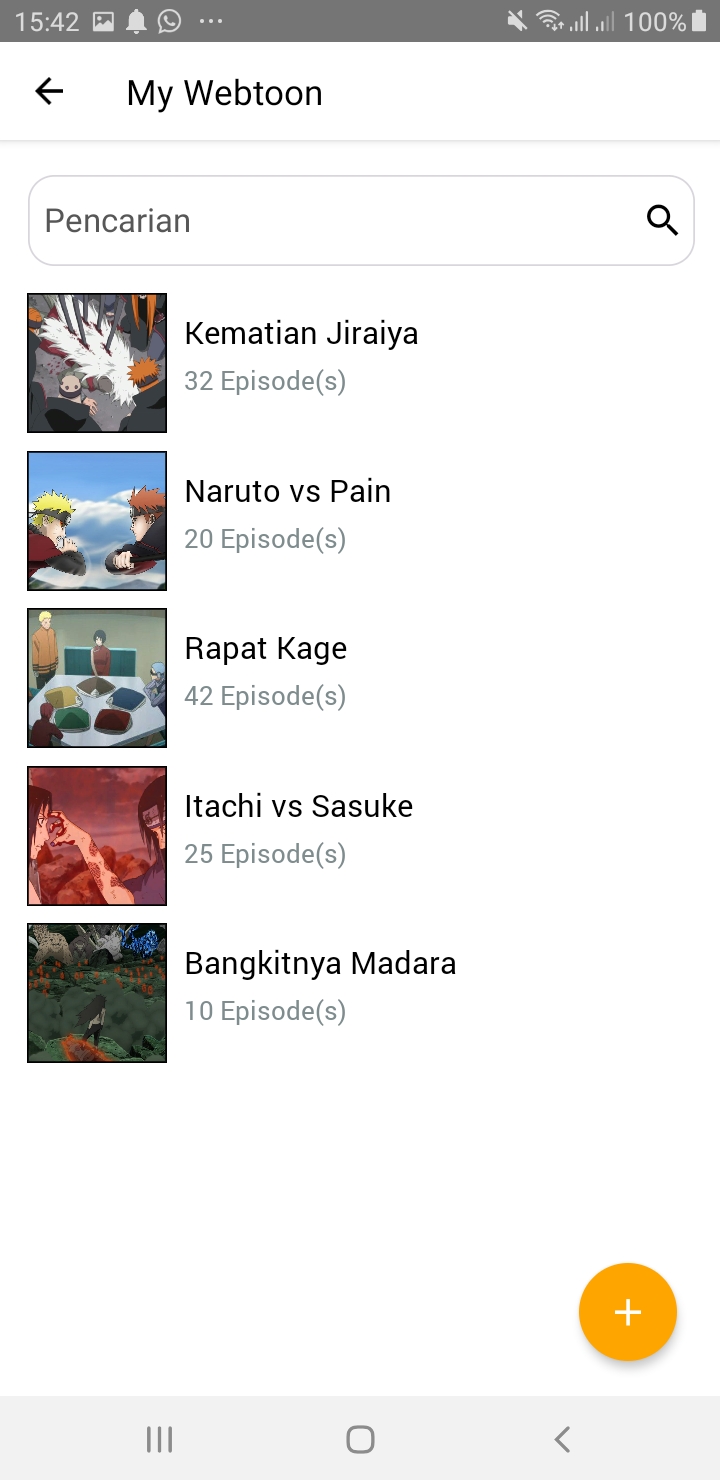 15:42 100%
My Webtoon
Pencarian
Kematian Jiraiya
32 Episode(s)
Naruto vs Pain
20 Episode(s)
Rapat Kage
42 Episode(s)
Itachi vs Sasuke
25 Episode(s)
Bangkitnya Madara
10 Episode(s)